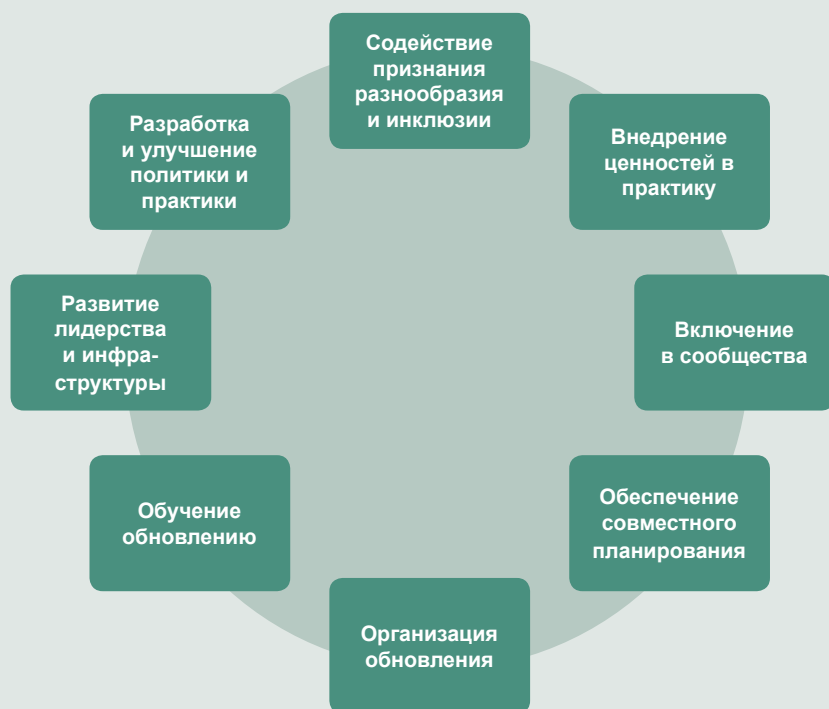 Содействие
признания
разнообразия
и инклюзии
Внедрение
ценностей в
практику
Включение
в сообщества
Обеспечение
совместного
планирования
Организация
обновления
Обучение
обновлению
Развитие
лидерства
и инфра-
структуры
Разработка
и улучшение
политики и
практики